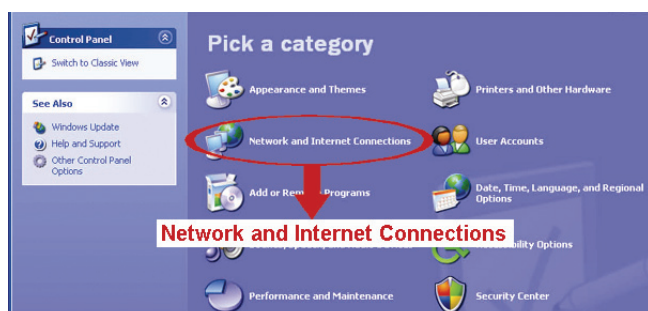 Control Panel
Switch to Classic View
See Also
Windows Update
Help and Support
Other Control Panel
Options
Pick a category
Appearance and Themes
Printers and Other Hardware
Network and Internet Connections
User Accounts
Add or Programs
Date, Time, Language, and Regional
Options
Network and Internet Connections
Options
Performance and Maintenance
Security Center